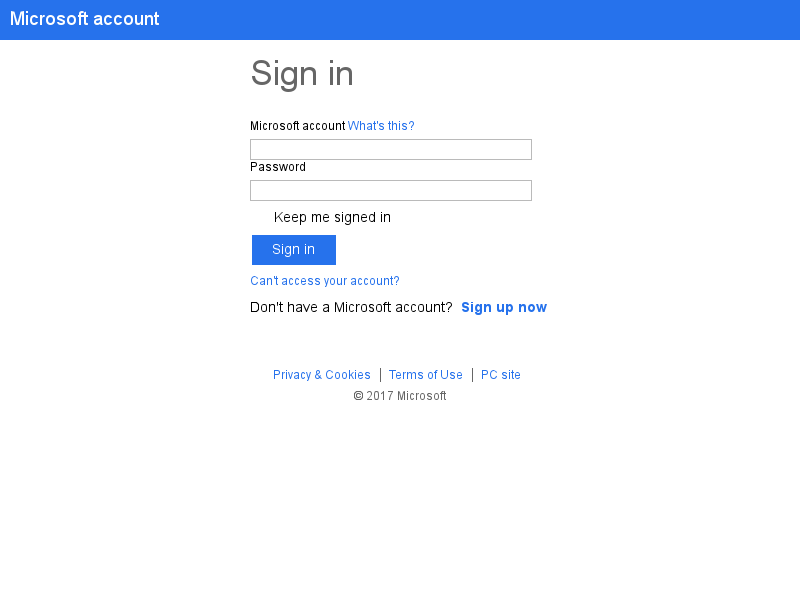 Microsoft account
Sign in
Microsoft account What's this?
Password
Keep me signed in
Sign in
Can't access your account?
Don't have a Microsoft account? Sign up now
Privacy & Cookies | Terms of Use | PC site
© 2017 Microsoft